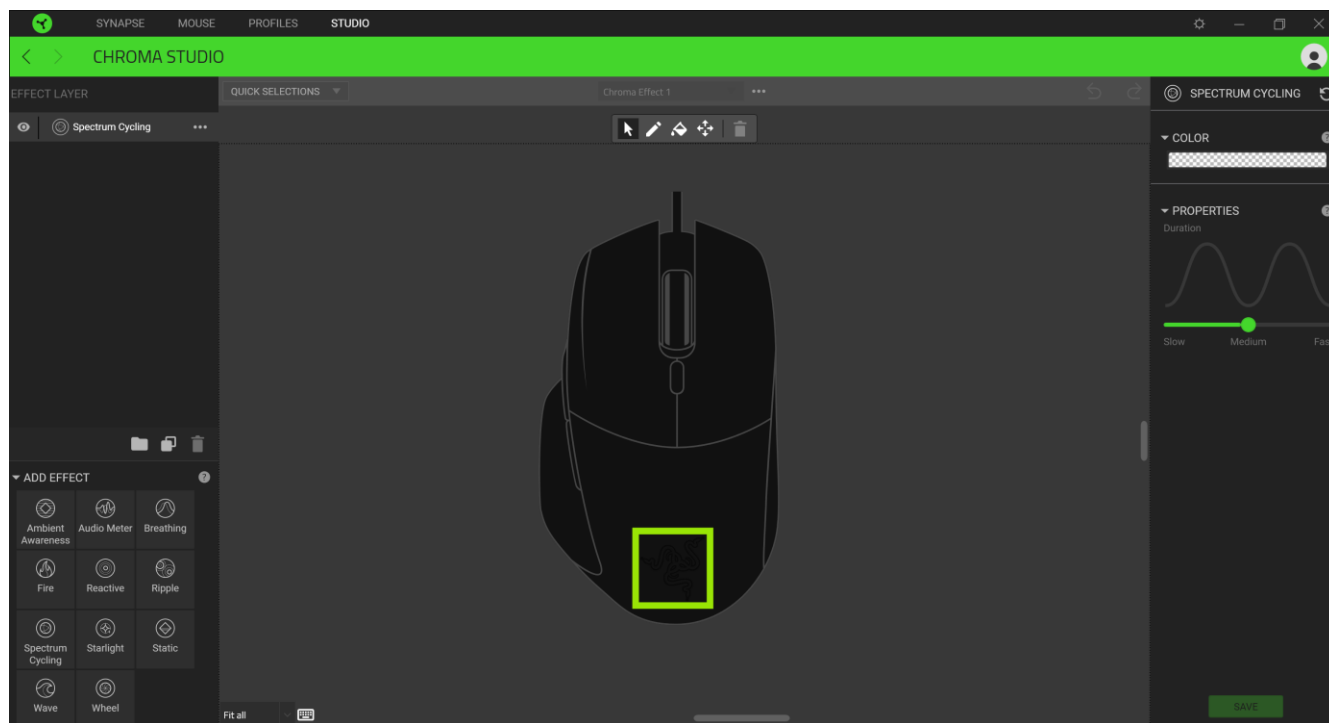 SYNAPSE MOUSE PROFILES STUDIO
CHROMA STUDIO
EFFECT LAYER
QUICK SELECTIONS
Chroma Effect 1
SPECTRUM CYCLING
Spectrum Cycling
COLOR
PROPERTIES
Duration
Slow Medium Fas
ADD EFFECT
Ambient Awareness
Audio Meter
Breathing
Fire
Reactive
Ripple
Spectrum Cycling
Starlight
Static
Wave
Wheel
Fit all
SAVE